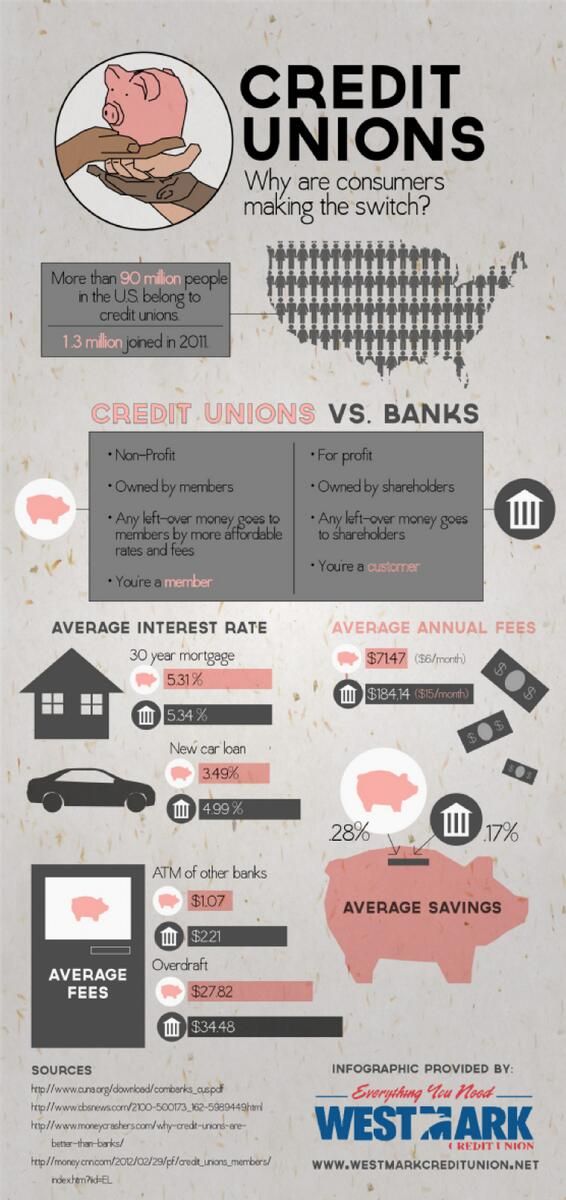 CREDIT
UNIONS
Why are consumers
making the switch?
More than 90 million people
in the U.S. belong to
credit unions.
1.3 million joined in 2011.
CREDIT UNIONS VS. BANKS
• Non-Profit
• Owned by members
• Any left-over money goes to
members by more affordable
rates and fees
• You're a member
• For profit
• Owned by shareholders
• Any left-over money goes
to shareholders
• You're a customer
AVERAGE INTEREST RATE
30 year mortgage
5.31 %
5.34 %
New car loan
3.49%
4.99 %
AVERAGE ANNUAL FEES
$71.47 ($6/month)
$184.14 ($15/month)
$ $
$ $
$ $
.28%
.17%
AVERAGE SAVINGS
ATM of other banks
$1.07
$2.21
Overdraft
$27.82
$34.48
AVERAGE
FEES
SOURCES
http://www.cuna.org/download/combanks_cus.pdf
http://www.cbsnews.com/2100-500173_162-5989449.html
http://www.moneycrashers.com/why-credit-unions-are-
better-than-banks/
http://money.cnn.com/2012/02/29/pf/credit_unions_members/
index.htm?iid=EL
INFOGRAPHIC PROVIDED BY:
Everything You Need
WESTMARK
CREDIT UNION
WWW.WESTMARKCREDITUNION.NET